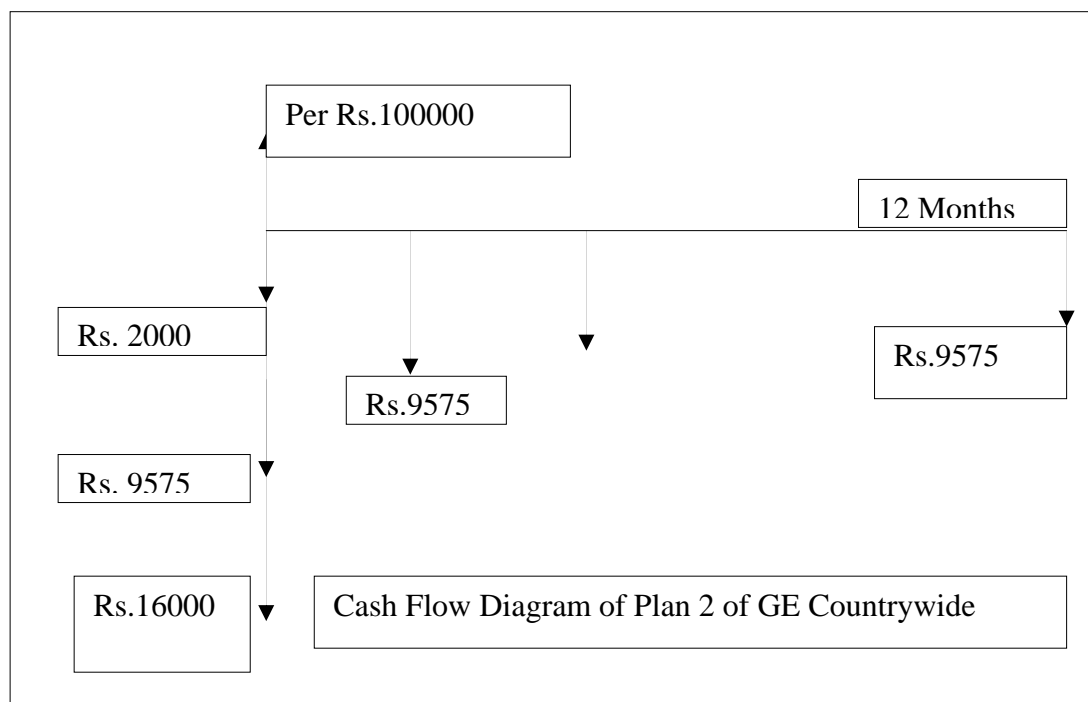 Per Rs.100000
12 Months
Rs. 2000
Rs.9575
Rs.9575
Rs. 9575
Rs.16000
Cash Flow Diagram of Plan 2 of GE Countrywide